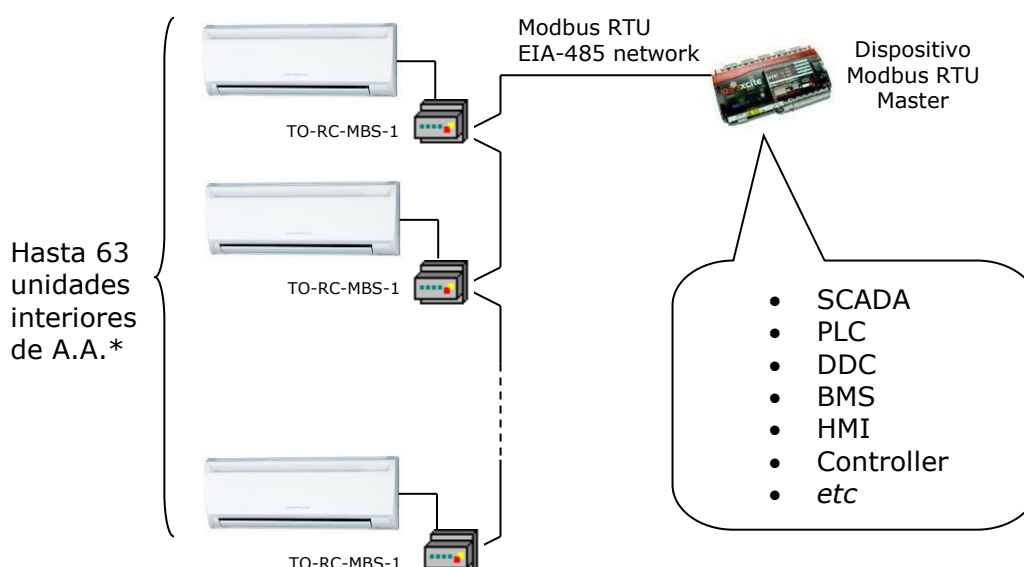 Modbus RTU
EIA-485 network
Dispositivo
Modbus RTU
Master
TO-RC-MBS-1
TO-RC-MBS-1
Hasta 63
unidades
interiores
de A.A.*
• SCADA
• PLC
• DDC
• BMS
• HMI
• Controller
• etc
TO-RC-MBS-1